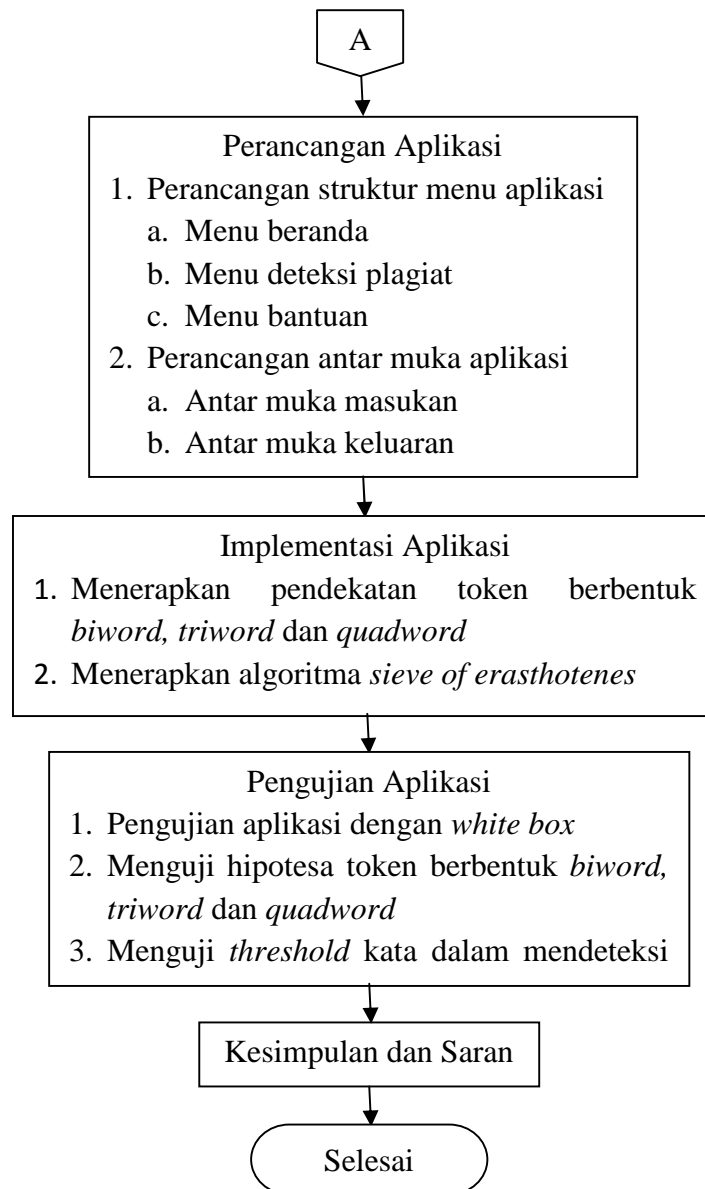 A
Perancangan Aplikasi
1. Perancangan struktur menu aplikasi
a. Menu beranda
b. Menu deteksi plagiat
c. Menu bantuan
2. Perancangan antar muka aplikasi
a. Antar muka masukan
b. Antar muka keluaran
Implementasi Aplikasi
1. Menerapkan pendekatan token berbentuk
biword, triword dan quadword
2. Menerapkan algoritma sieve of erasthotenes
Pengujian Aplikasi
1. Pengujian aplikasi dengan white box
2. Menguji hipotesa token berbentuk biword,
triword dan quadword
3. Menguji threshold kata dalam mendeteksi
Kesimpulan dan Saran
Selesai